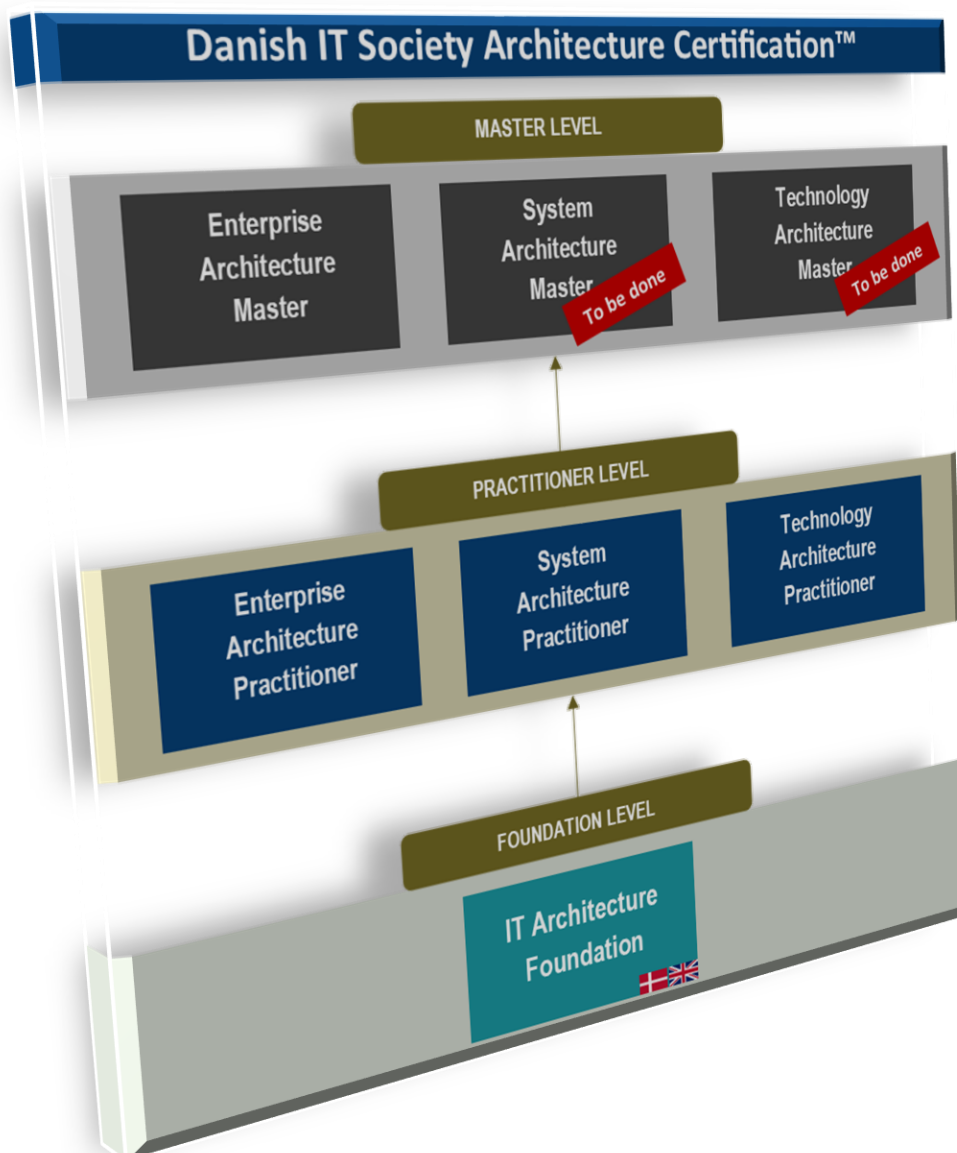 Danish IT Society Architecture Certification™
MASTER LEVEL
Enterprise
Architecture
Master
System
Architecture
Master
To be done
Technology
Architecture
Master
To be done
PRACTITIONER LEVEL
Enterprise
Architecture
Practitioner
System
Architecture
Practitioner
Technology
Architecture
Practitioner
FOUNDATION LEVEL
IT Architecture
Foundation